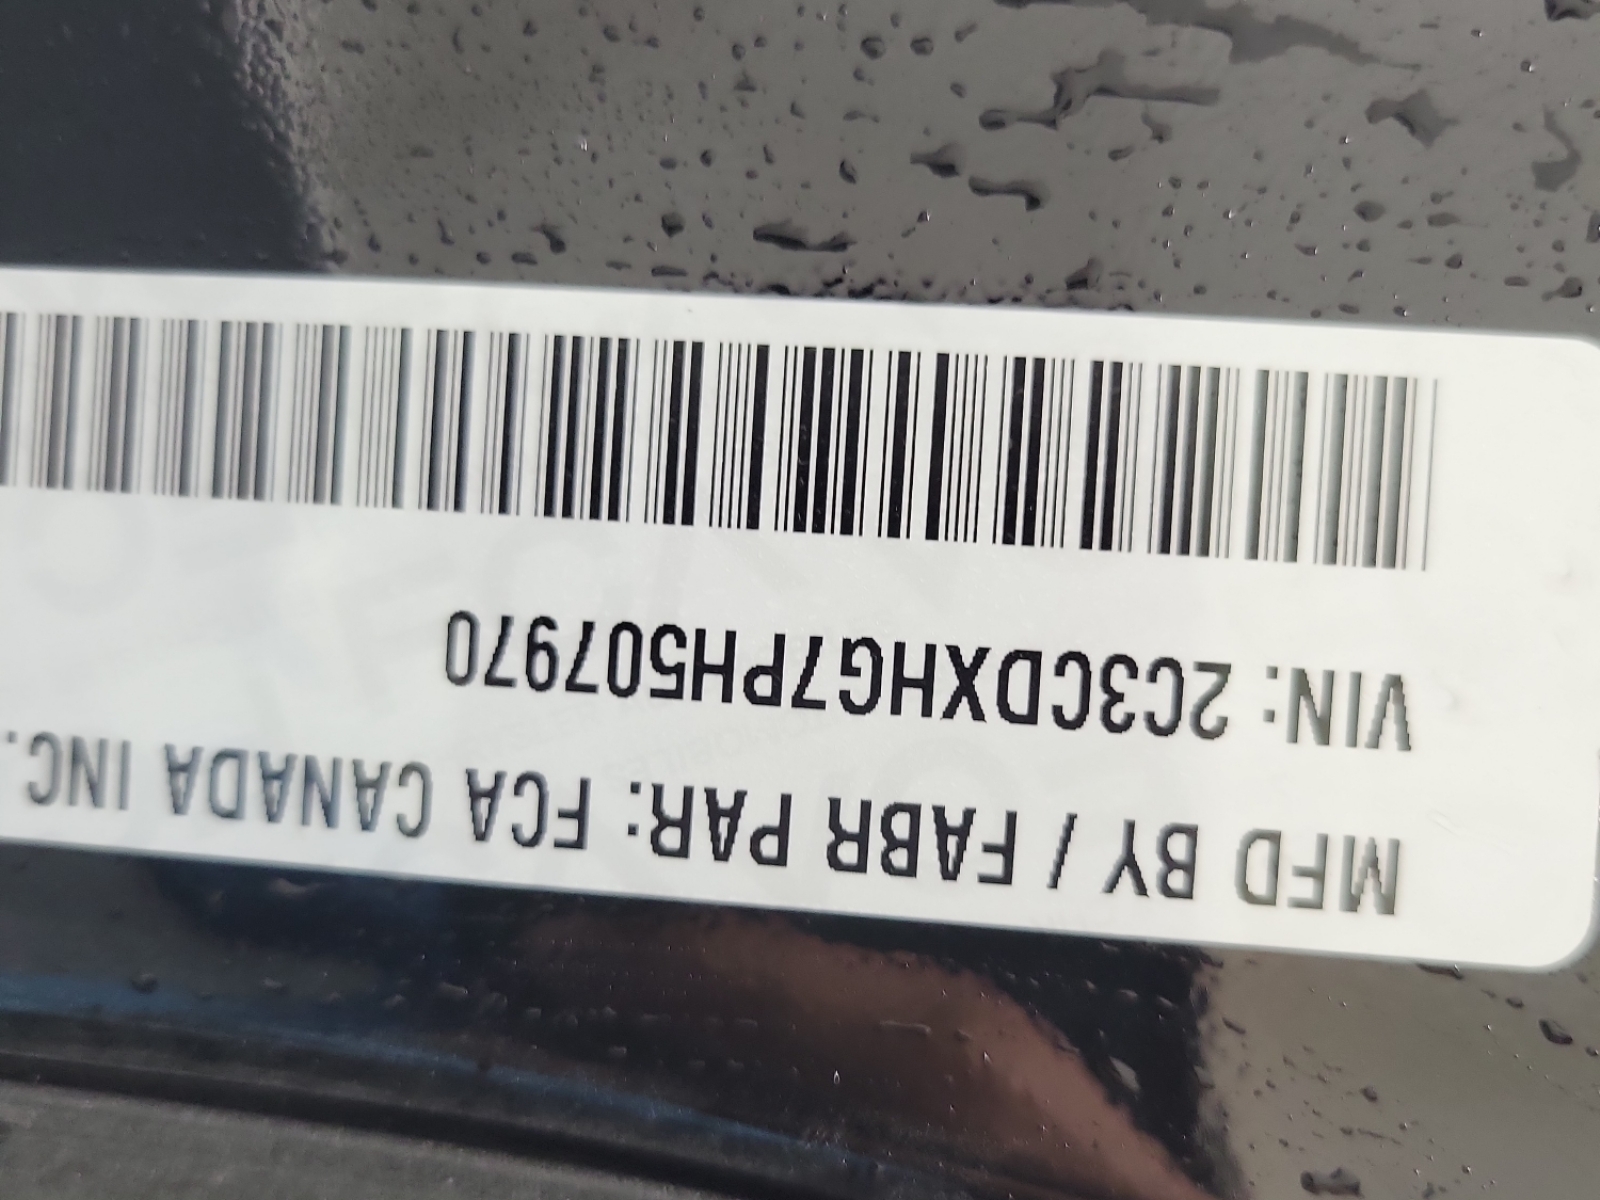 MFD BY / FABR PAR: FCA CANADA INC.
VIN: 2C3CDXHG7PH507970